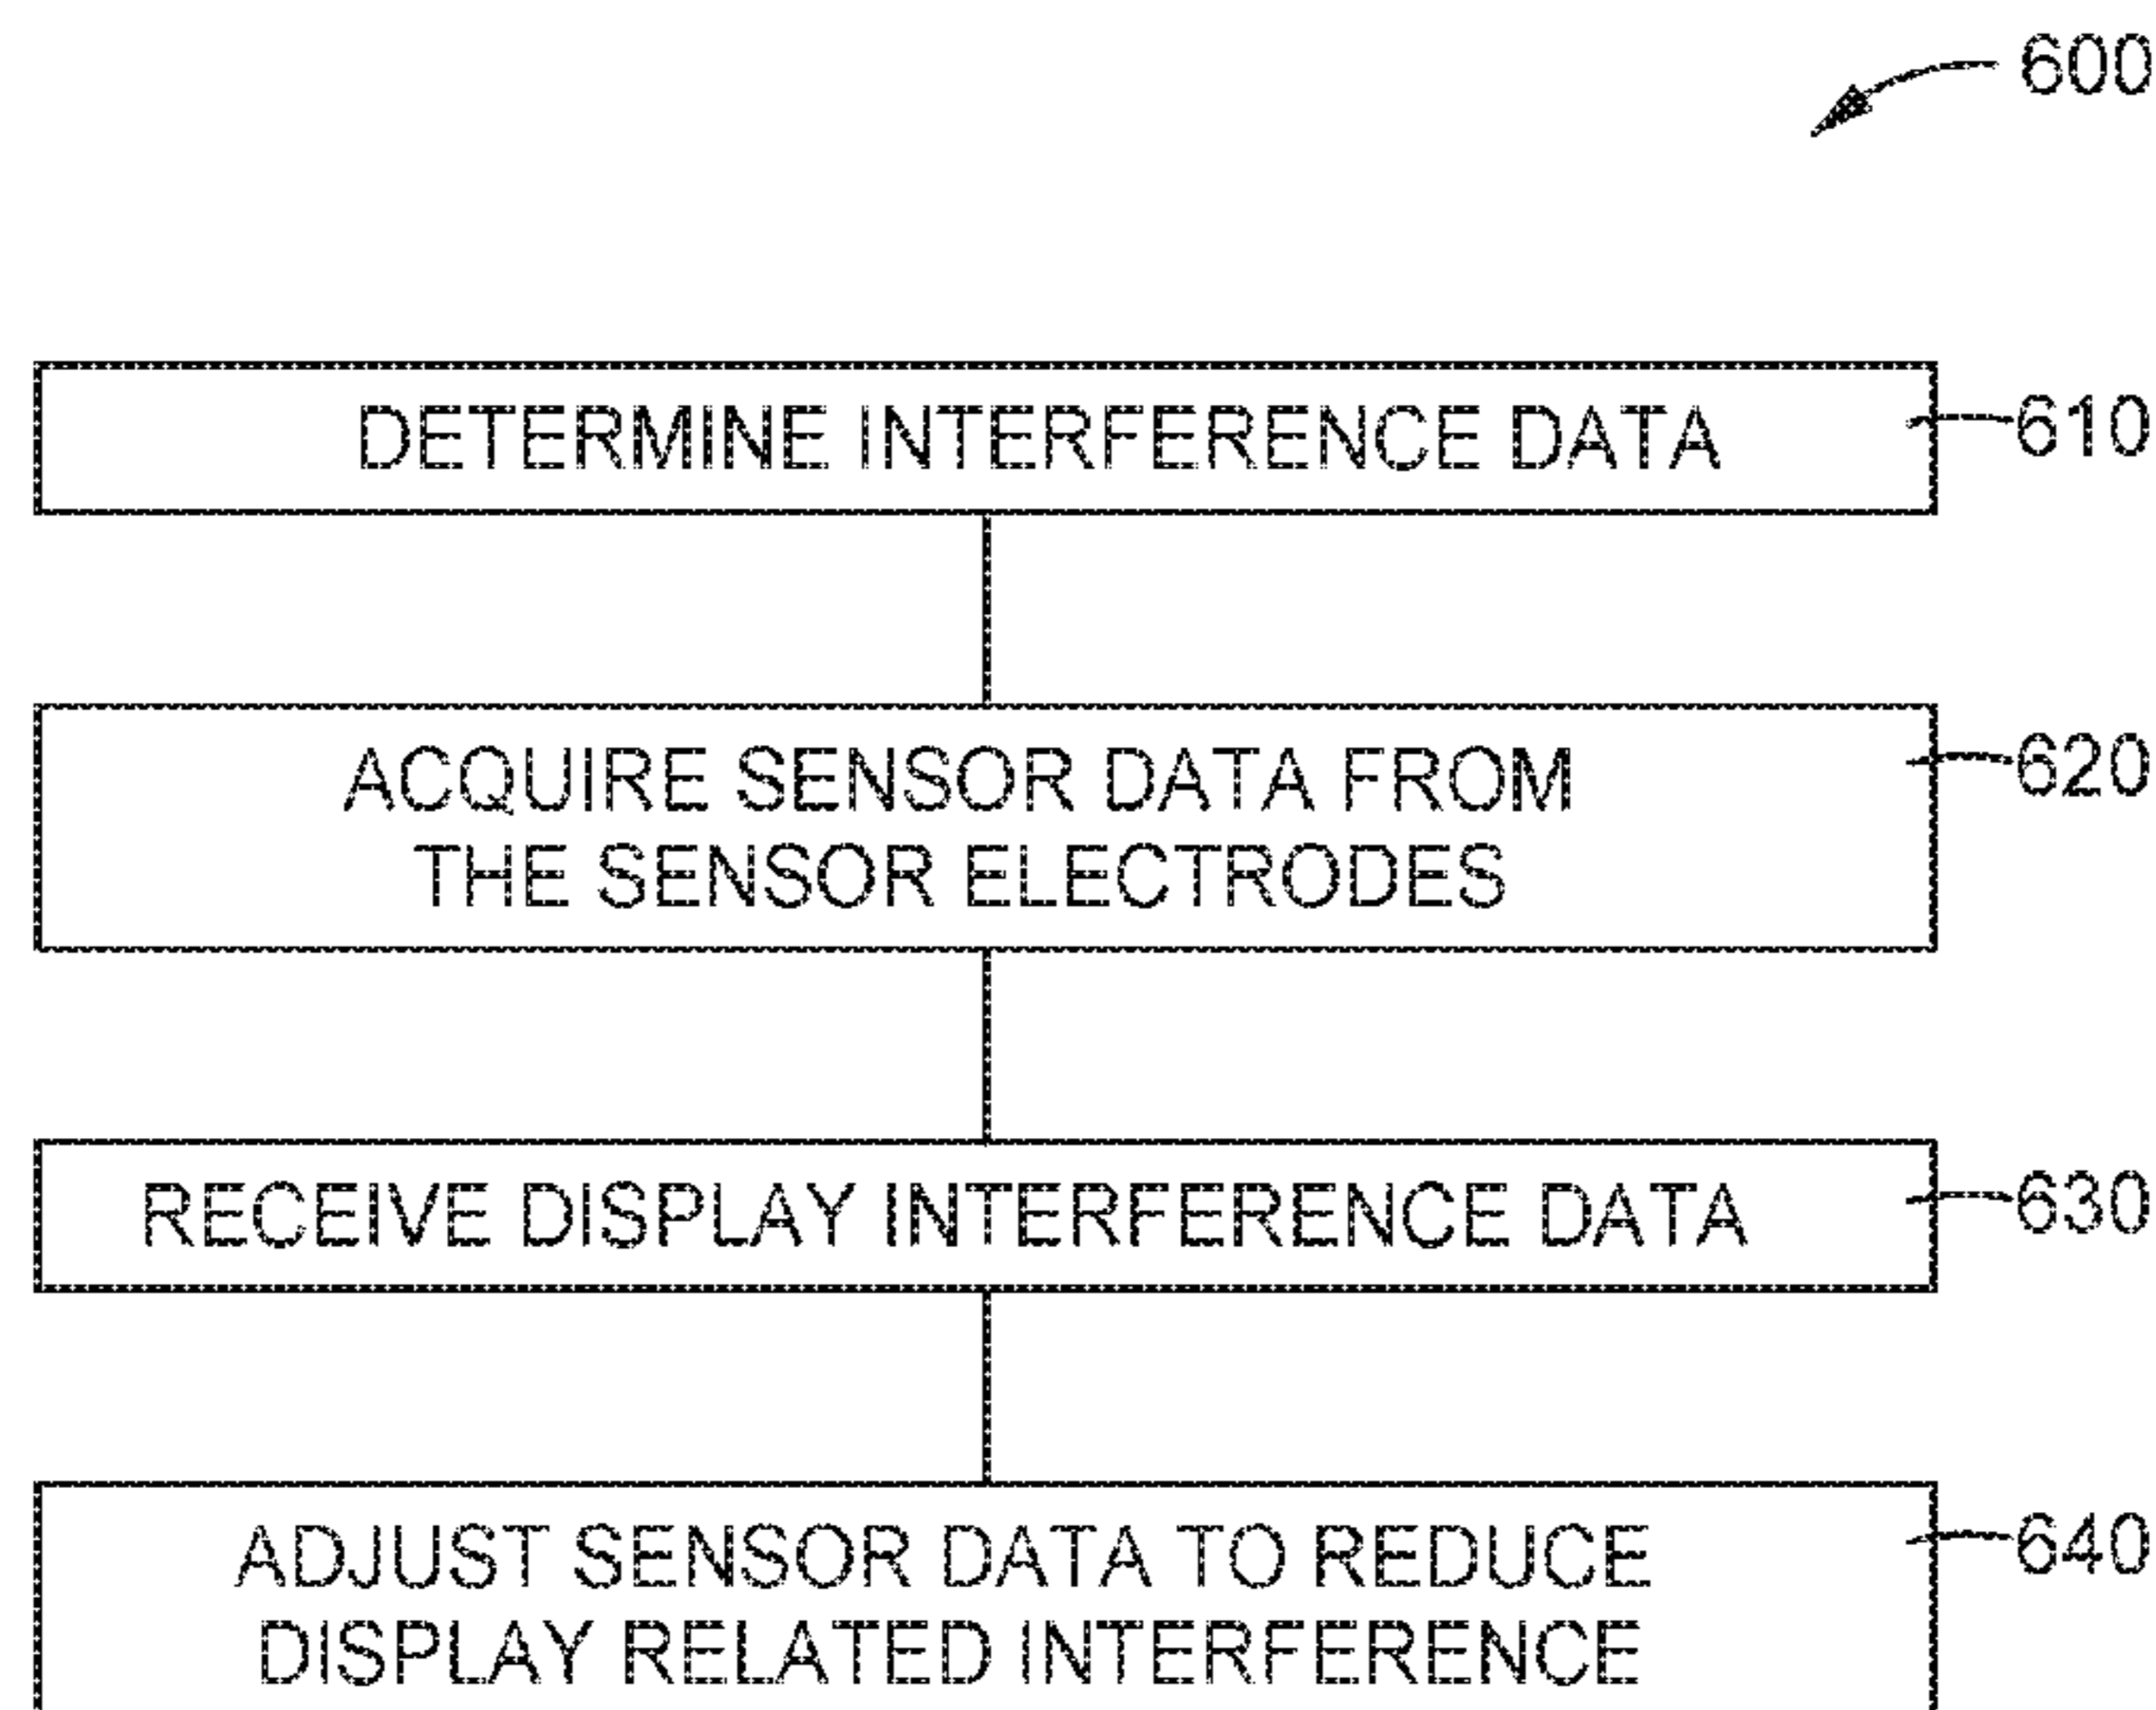 600
DETERMINE INTERFERENCE DATA
610
ACQUIRE SENSOR DATA FROM
THE SENSOR ELECTRODES
620
RECEIVE DISPLAY INTERFERENCE DATA
630
ADJUST SENSOR DATA TO REDUCE
DISPLAY RELATED INTERFERENCE
640